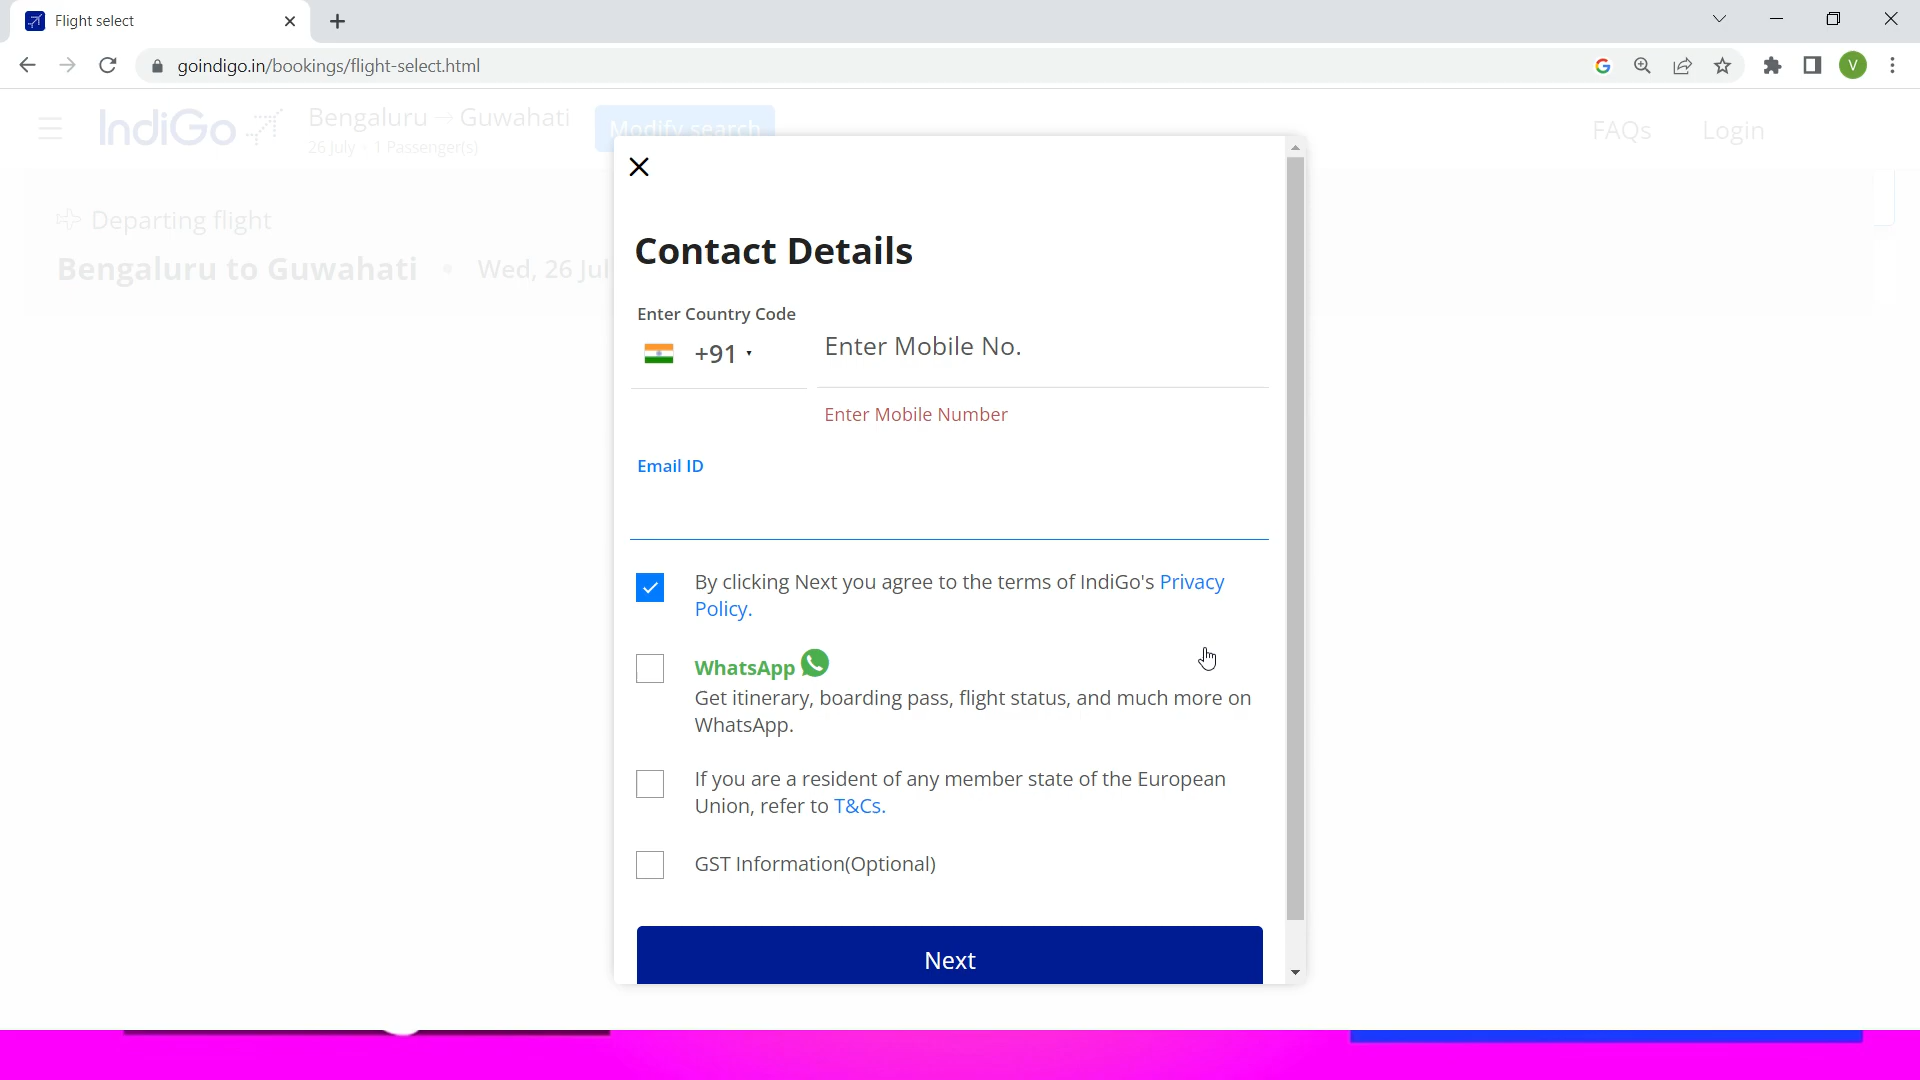 Flight select
goindigo.in/bookings/flight-select.html
V
IndiGo
Bengaluru → Guwahati
26 July • 1 Passenger(s)
Modify search
FAQs
Login
Departing flight
Bengaluru to Guwahati • Wed, 26 Jul
Contact Details
Enter Country Code
+91
Enter Mobile No.
Enter Mobile Number
Email ID
By clicking Next you agree to the terms of IndiGo's Privacy
Policy.
WhatsApp
Get itinerary, boarding pass, flight status, and much more on
WhatsApp.
If you are a resident of any member state of the European
Union, refer to T&Cs.
GST Information(Optional)
Next